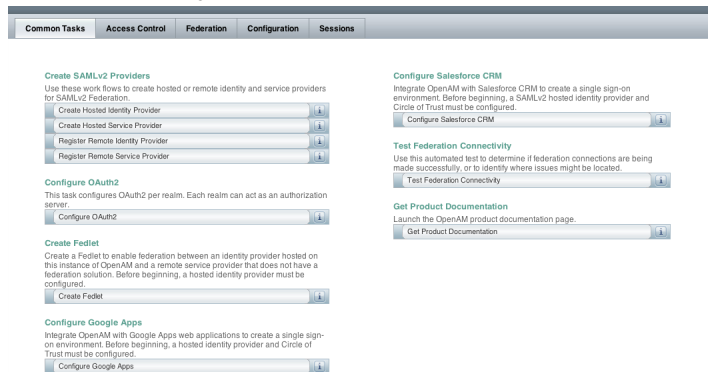 Common Tasks Access Control Federation Configuration Sessions
Create SAMLv2 Providers
Use these work flows to create hosted or remote identity and service providers
for SAMLv2 Federation.
Create Hosted Identity Provider
Create Hosted Service Provider
Register Remote Identity Provider
Register Remote Service Provider
Configure OAuth2
This task configures OAuth2 per realm. Each realm can act as an authorization
server.
Configure OAuth2
Create Fedlet
Create a Fedlet to enable federation between an identity provider hosted on
this instance of OpenAM and a remote service provider that does not have a
federation solution. Before beginning, a hosted identity provider must be
configured.
Create Fedlet
Configure Google Apps
Integrate OpenAM with Google Apps web applications to create a single sign-
on environment. Before beginning, a hosted identity provider and Circle of
Trust must be configured.
Configure Google Apps
Configure Salesforce CRM
Integrate OpenAM with Salesforce CRM to create a single sign-on
environment. Before beginning, a SAMLv2 hosted identity provider and
Circle of Trust must be configured.
Configure Salesforce CRM
Test Federation Connectivity
Use this automated test to determine if federation connections are being
made successfully, or to identify where issues might be located.
Test Federation Connectivity
Get Product Documentation
Launch the OpenAM product documentation page.
Get Product Documentation